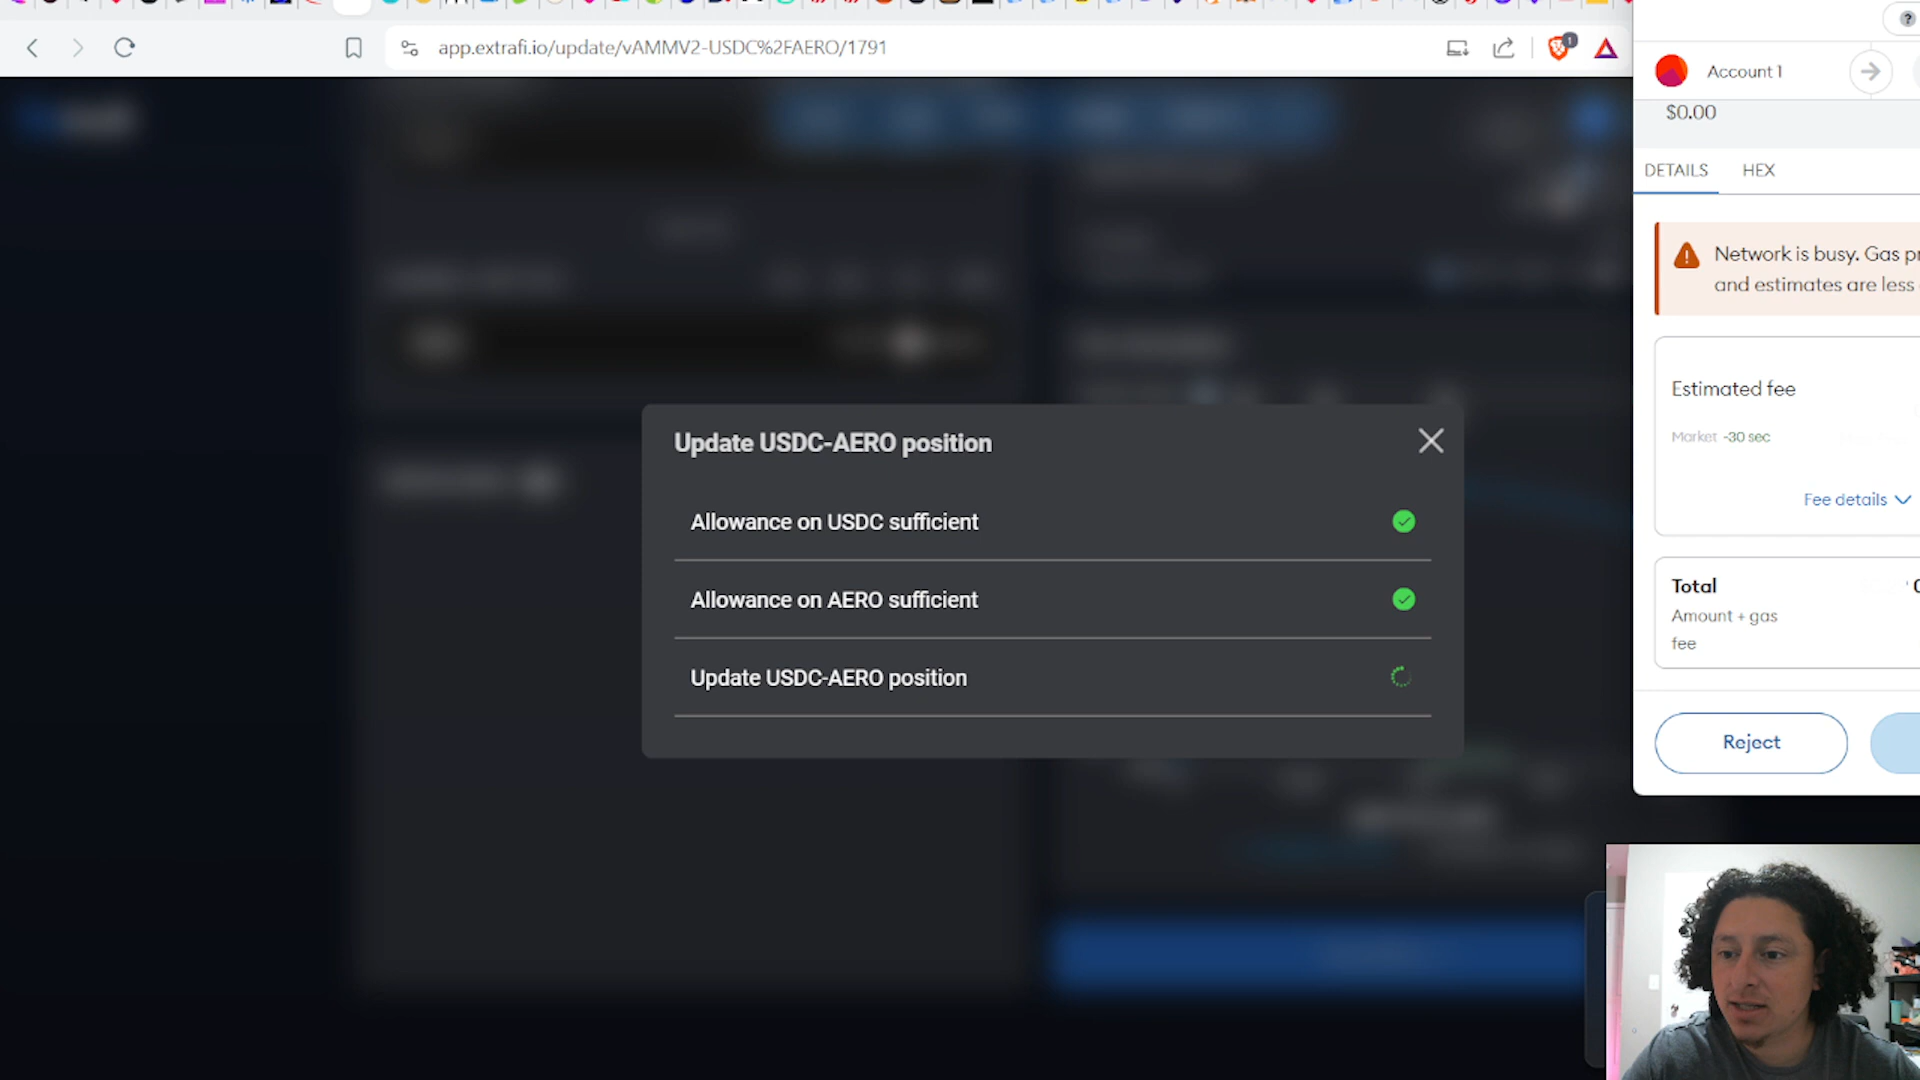 app.extrafi.io/update/vAMMV2-USDC%2FAERO/1791
1
?
Account 1
$0.00
DETAILS
HEX
Network is busy. Gas
and estimates are less
Estimated fee
Market ~30 sec
Fee details
Total
Amount + gas
fee
Reject
Update USDC-AERO position
Allowance on USDC sufficient
Allowance on AERO sufficient
Update USDC-AERO position